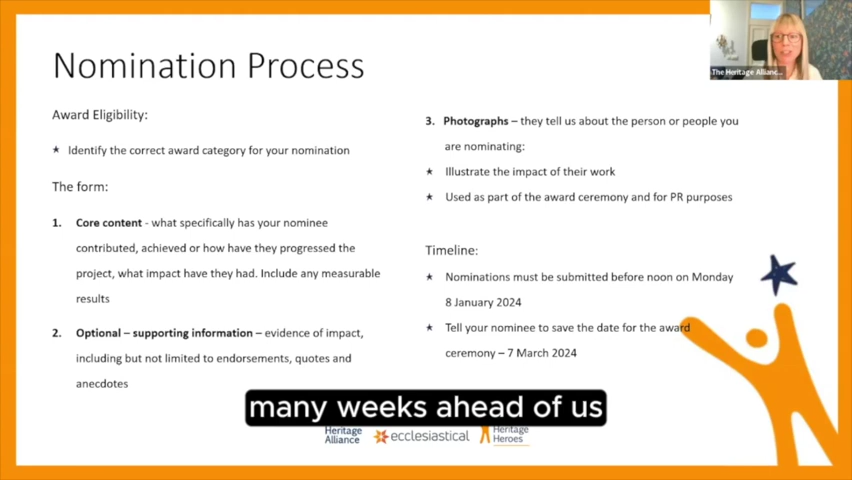 Nomination Process
The Heritage Allianc...
Award Eligibility:
★ Identify the correct award category for your nomination
The form:
1. Core content - what specifically has your nominee
contributed, achieved or how have they progressed the
project, what impact have they had. Include any measurable
results
2. Optional – supporting information – evidence of impact,
including but not limited to endorsements, quotes and
anecdotes
3. Photographs – they tell us about the person or people you
are nominating:
★ Illustrate the impact of their work
★ Used as part of the award ceremony and for PR purposes
Timeline:
★ Nominations must be submitted before noon on Monday
8 January 2024
★ Tell your nominee to save the date for the award
ceremony – 7 March 2024
many weeks ahead of us
Heritage
Alliance
ecclesiastical
Heritage
Heroes